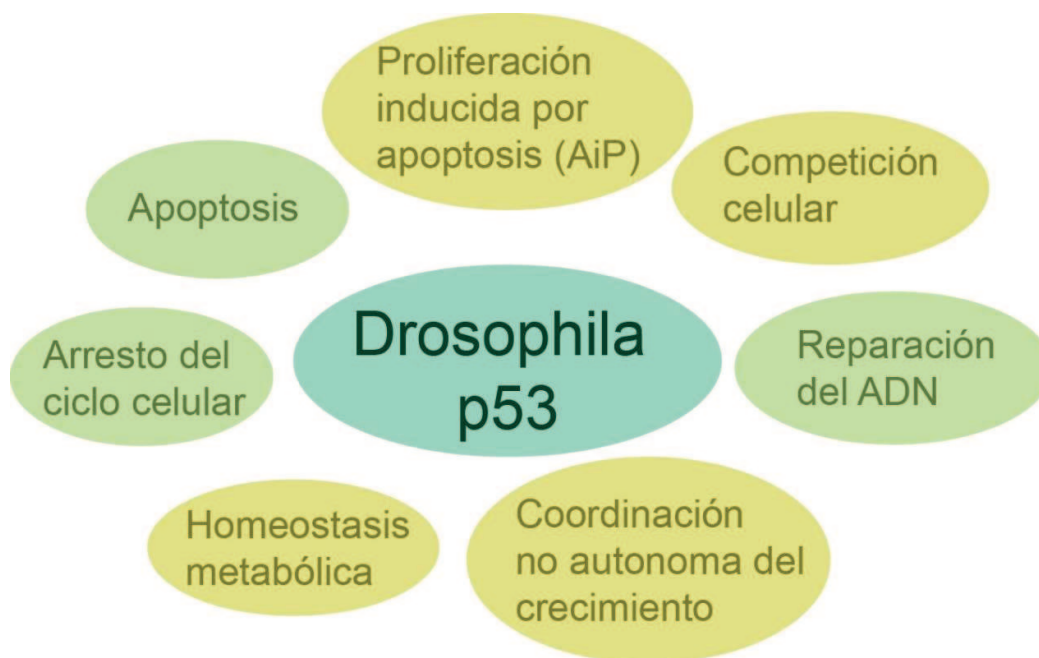 Proliferación
inducida por
apoptosis (AiP)
Competición
celular
Apoptosis
Drosophila
p53
Arresto del
ciclo celular
Reparación
del ADN
Homeostasis
metabólica
Coordinación
no autonoma del
crecimiento